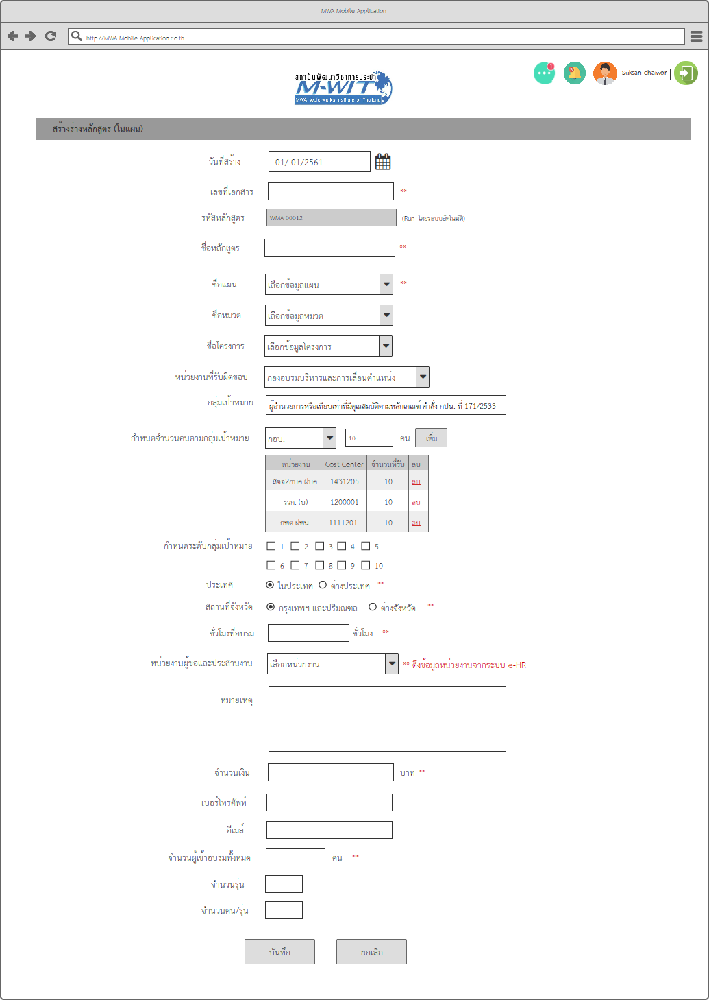 MWA Mobile Application
http://MWA Mobile Application.co.th
1
3
Suksan chaiwor
สถาบันพัฒนาวิชาการประปา
M-WIT
MWA Waterworks Institute of Thailand
สร้างร่างหลักสูตร (ในแผน)
วันที่สร้าง 01/ 01/2561
เลขที่เอกสาร **
รหัสหลักสูตร WMA 00012 (Run โดยระบบอัตโนมัติ)
ชื่อหลักสูตร **
ชื่อแผน เลือกข้อมูลแผน **
ชื่อหมวด เลือกข้อมูลหมวด
ชื่อโครงการ เลือกข้อมูลโครงการ
หน่วยงานที่รับผิดชอบ กองอบรมบริหารและการเลื่อนตำแหน่ง
กลุ่มเป้าหมาย ผู้อำนวยการหรือเทียบเท่าที่มีคุณสมบัติตามหลักเกณฑ์ คำสั่ง กปน. ที่ 171/2533
กำหนดจำนวนคนตามกลุ่มเป้าหมาย กอบ. 10 คน เพิ่ม
หน่วยงาน Cost Center จำนวนที่รับ ลบ
สจจ2กบค.ฝบค. 1431205 10 ลบ
รวก. (บ) 1200001 10 ลบ
กพต.ฝพน. 1111201 10 ลบ
กำหนดระดับกลุ่มเป้าหมาย 1 2 3 4 5
6 7 8 9 10
ประเทศ ในประเทศ ต่างประเทศ **
สถานที่จังหวัด กรุงเทพฯ และปริมณฑล ต่างจังหวัด **
ชั่วโมงที่อบรม ชั่วโมง **
หน่วยงานผู้ขอและประสานงาน เลือกหน่วยงาน ** ดึงข้อมูลหน่วยงานจากระบบ e-HR
หมายเหตุ
จำนวนเงิน บาท **
เบอร์โทรศัพท์
อีเมล์
จำนวนผู้เข้าอบรมทั้งหมด คน **
จำนวนรุ่น
จำนวนคน/รุ่น
บันทึก ยกเลิก